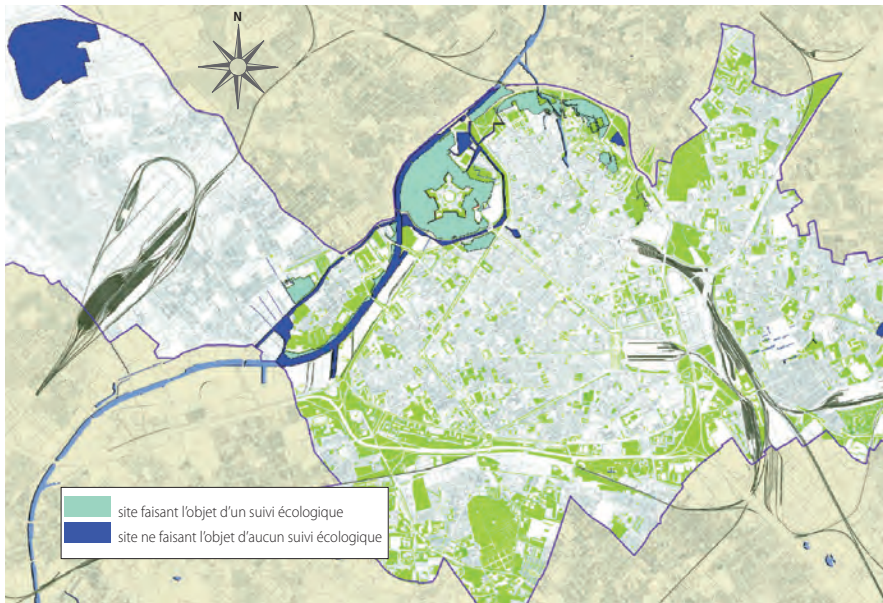 N
site faisant l'objet d'un suivi écologique
site ne faisant l'objet d'aucun suivi écologique